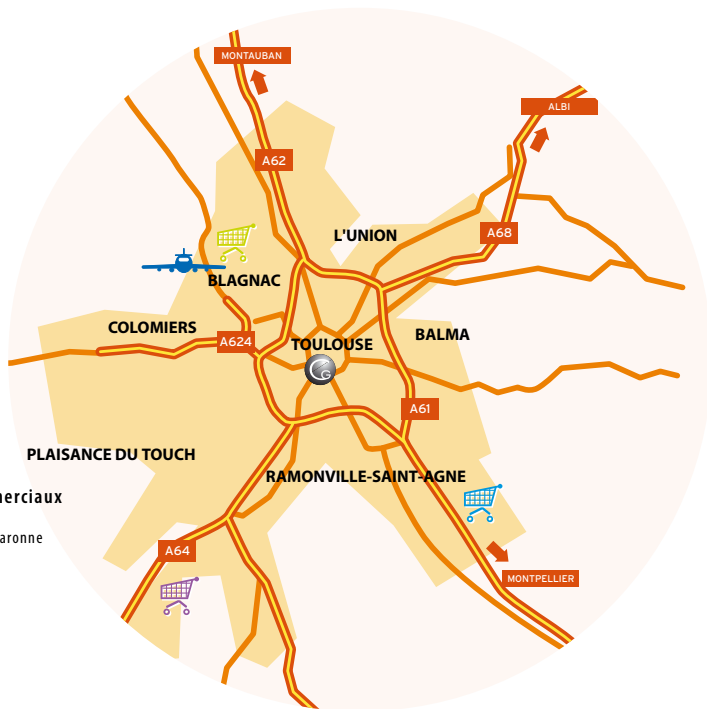 MONTAUBAN
ALBI
A62
L'UNION
A68
BLAGNAC
COLOMIERS
A624
TOULOUSE
BALMA
G
A61
PLAISANCE DU TOUCH
RAMONVILLE-SAINT-AGNE
merciaux
aronne
A64
MONTPELLIER